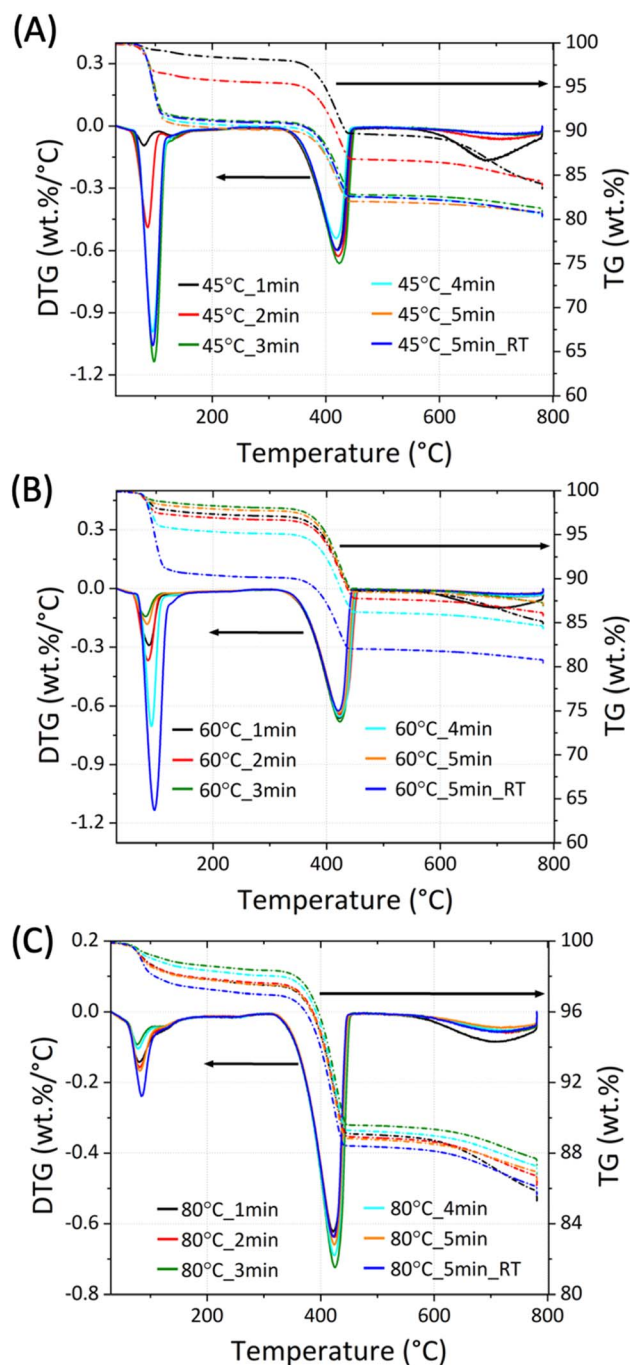 (A)
0.3
0.0
-0.3
-0.6
-0.9
-1.2
DTG (wt.%/°C)
100
95
90
85
80
75
70
65
60
TG (wt.%)
45°C_1min
45°C_2min
45°C_3min
45°C_4min
45°C_5min
45°C_5min_RT
200
400
600
800
Temperature (°C)
(B)
0.3
0.0
-0.3
-0.6
-0.9
-1.2
DTG (wt.%/°C)
100
95
90
85
80
75
70
65
60
TG (wt.%)
60°C_1min
60°C_2min
60°C_3min
60°C_4min
60°C_5min
60°C_5min_RT
200
400
600
800
Temperature (°C)
(C)
0.2
0.0
-0.2
-0.4
-0.6
-0.8
DTG (wt.%/°C)
100
96
92
88
84
80
TG (wt.%)
80°C_1min
80°C_2min
80°C_3min
80°C_4min
80°C_5min
80°C_5min_RT
200
400
600
800
Temperature (°C)